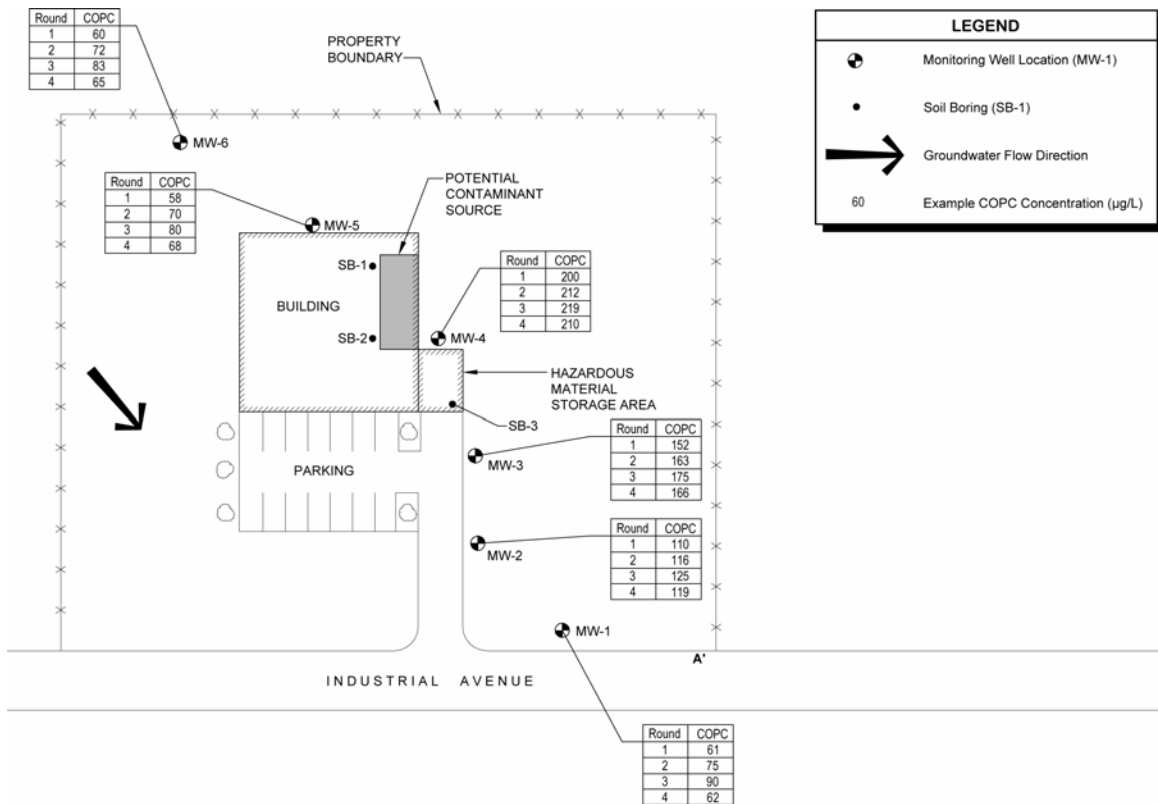 Round COPC
1 60
2 72
3 83
4 65
PROPERTY
BOUNDARY
MW-6
Round COPC
1 58
2 70
3 80
4 68
MW-5
POTENTIAL
CONTAMINANT
SOURCE
SB-1
BUILDING
SB-2
Round COPC
1 200
2 212
3 219
4 210
MW-4
HAZARDOUS
MATERIAL
STORAGE AREA
SB-3
PARKING
MW-3
Round COPC
1 152
2 163
3 175
4 166
MW-2
Round COPC
1 110
2 116
3 125
4 119
MW-1
A'
INDUSTRIAL AVENUE
Round COPC
1 61
2 75
3 90
4 62
LEGEND
Monitoring Well Location (MW-1)
Soil Boring (SB-1)
Groundwater Flow Direction
60 Example COPC Concentration (µg/L)